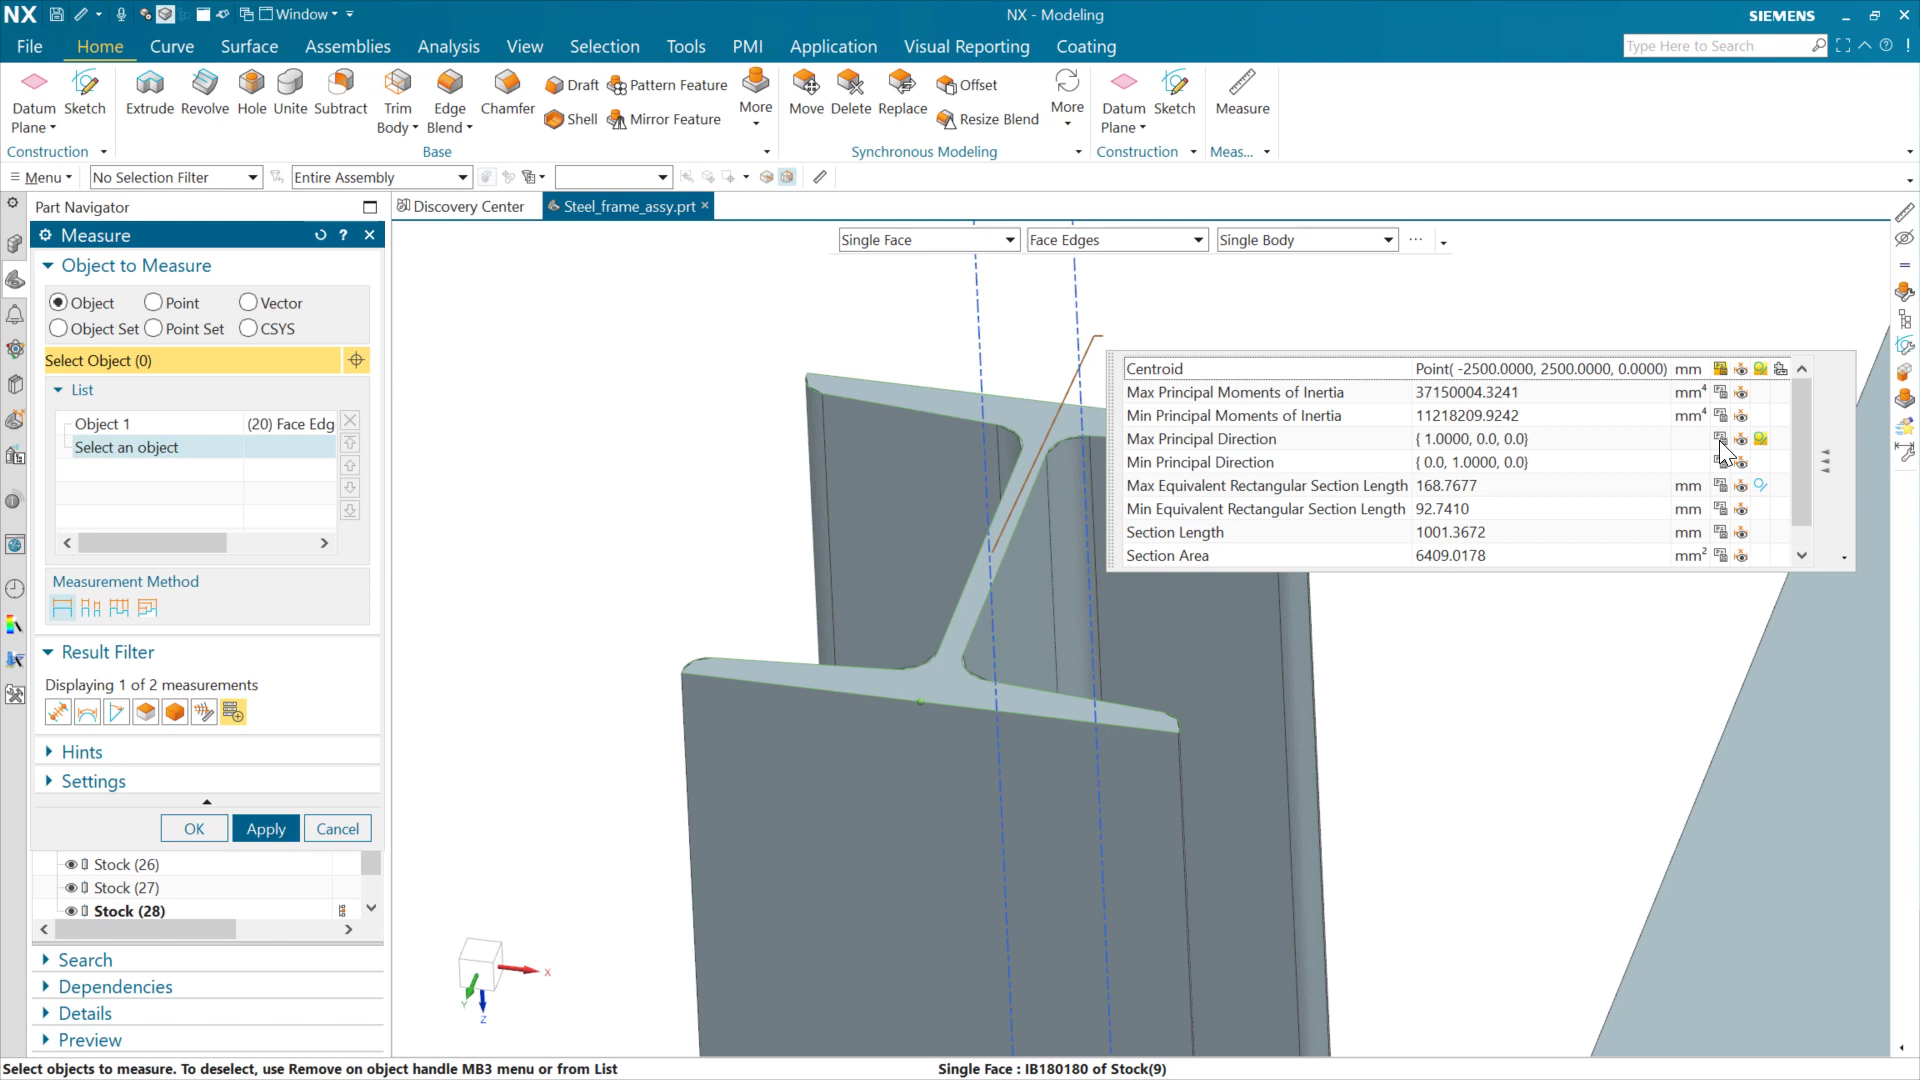 NX
Window
NX - Modeling
SIEMENS
File
Home
Curve
Surface
Assemblies
Analysis
View
Selection
Tools
PMI
Application
Visual Reporting
Coating
Type Here to Search
Datum Plane
Sketch
Extrude
Revolve
Hole
Unite
Subtract
Trim Body
Edge Blend
Chamfer
Draft
Shell
Pattern Feature
Mirror Feature
More
Move
Delete
Replace
Offset
Resize Blend
More
Datum Plane
Sketch
Measure
Construction
Base
Synchronous Modeling
Construction
Meas...
Menu
No Selection Filter
Entire Assembly
Part Navigator
Discovery Center
Steel_frame_assy.prt
Measure
Single Face
Face Edges
Single Body
Object to Measure
Object
Point
Vector
Object Set
Point Set
CSYS
Select Object (0)
List
Object 1 (20) Face Edg
Select an object
Measurement Method
Result Filter
Displaying 1 of 2 measurements
Hints
Settings
OK
Apply
Cancel
Stock (26)
Stock (27)
Stock (28)
Search
Dependencies
Details
Preview
Centroid Point( -2500.0000, 2500.0000, 0.0000) mm
Max Principal Moments of Inertia 37150004.3241 mm⁴
Min Principal Moments of Inertia 11218209.9242 mm⁴
Max Principal Direction { 1.0000, 0.0, 0.0}
Min Principal Direction { 0.0, 1.0000, 0.0}
Max Equivalent Rectangular Section Length 168.7677 mm
Min Equivalent Rectangular Section Length 92.7410 mm
Section Length 1001.3672 mm
Section Area 6409.0178 mm²
X
Y
Z
Select objects to measure. To deselect, use Remove on object handle MB3 menu or from List
Single Face : IB180180 of Stock(9)